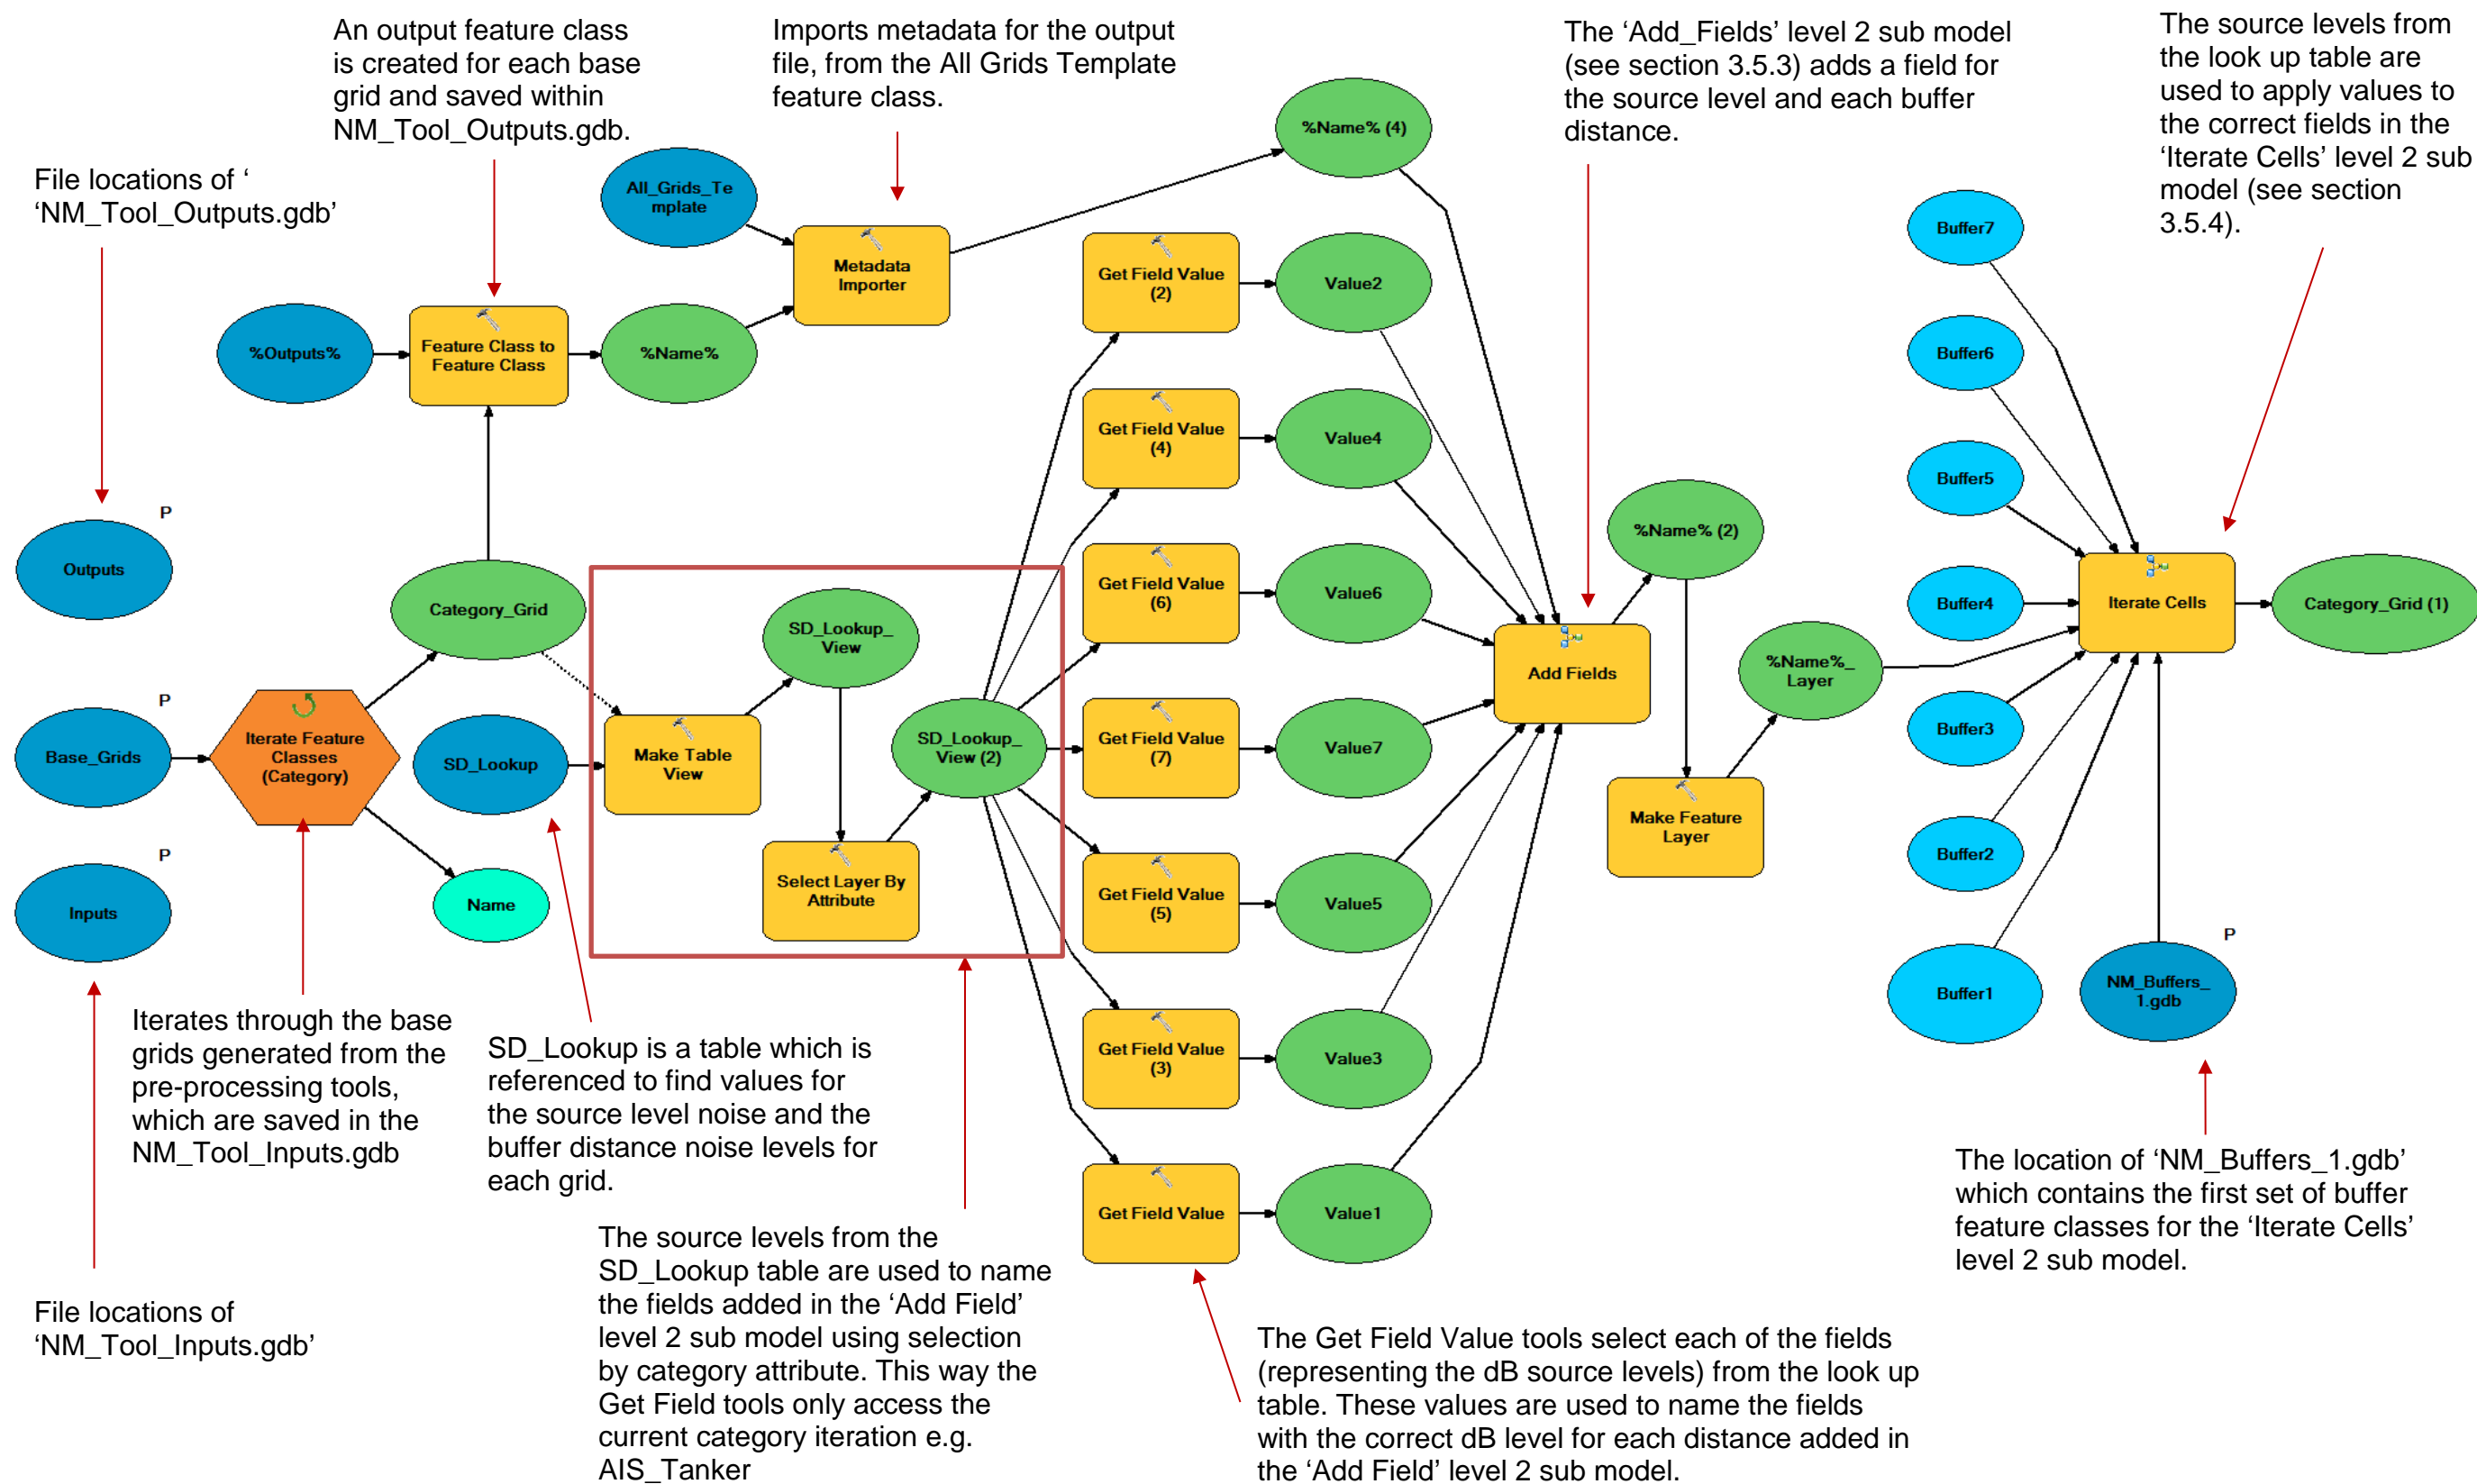 An output feature class
is created for each base
grid and saved within
NM_Tool_Outputs.gdb.
Imports metadata for the output
file, from the All Grids Template
feature class.
The ‘Add_Fields’ level 2 sub model
(see section 3.5.3) adds a field for
the source level and each buffer
distance.
The source levels from
the look up table are
used to apply values to
the correct fields in the
‘Iterate Cells’ level 2 sub
model (see section
3.5.4).
File locations of ‘
‘NM_Tool_Outputs.gdb’
%Name% (4)
All_Grids_Te
mplate
Metadata
Importer
%Outputs%
Feature Class to
Feature Class
%Name%
Get Field Value
(2)
Value2
Get Field Value
(4)
Value4
Get Field Value
(6)
Value6
Get Field Value
(7)
Value7
Get Field Value
(5)
Value5
Get Field Value
(3)
Value3
Get Field Value
Value1
P
Outputs
P
Base_Grids
P
Inputs
Iterate Feature
Classes
(Category)
Category_Grid
Name
SD_Lookup
Make Table
View
SD_Lookup_
View
Select Layer By
Attribute
SD_Lookup_
View (2)
Add Fields
%Name% (2)
Make Feature
Layer
%Name%_
Layer
Buffer7
Buffer6
Buffer5
Buffer4
Buffer3
Buffer2
Buffer1
Iterate Cells
Category_Grid (1)
P
NM_Buffers_
1.gdb
Iterates through the base
grids generated from the
pre-processing tools,
which are saved in the
NM_Tool_Inputs.gdb
SD_Lookup is a table which is
referenced to find values for
the source level noise and the
buffer distance noise levels for
each grid.
The location of ‘NM_Buffers_1.gdb’
which contains the first set of buffer
feature classes for the ‘Iterate Cells’
level 2 sub model.
File locations of
‘NM_Tool_Inputs.gdb’
The source levels from the
SD_Lookup table are used to name
the fields added in the ‘Add Field’
level 2 sub model using selection
by category attribute. This way the
Get Field tools only access the
current category iteration e.g.
AIS_Tanker
The Get Field Value tools select each of the fields
(representing the dB source levels) from the look up
table. These values are used to name the fields
with the correct dB level for each distance added in
the ‘Add Field’ level 2 sub model.